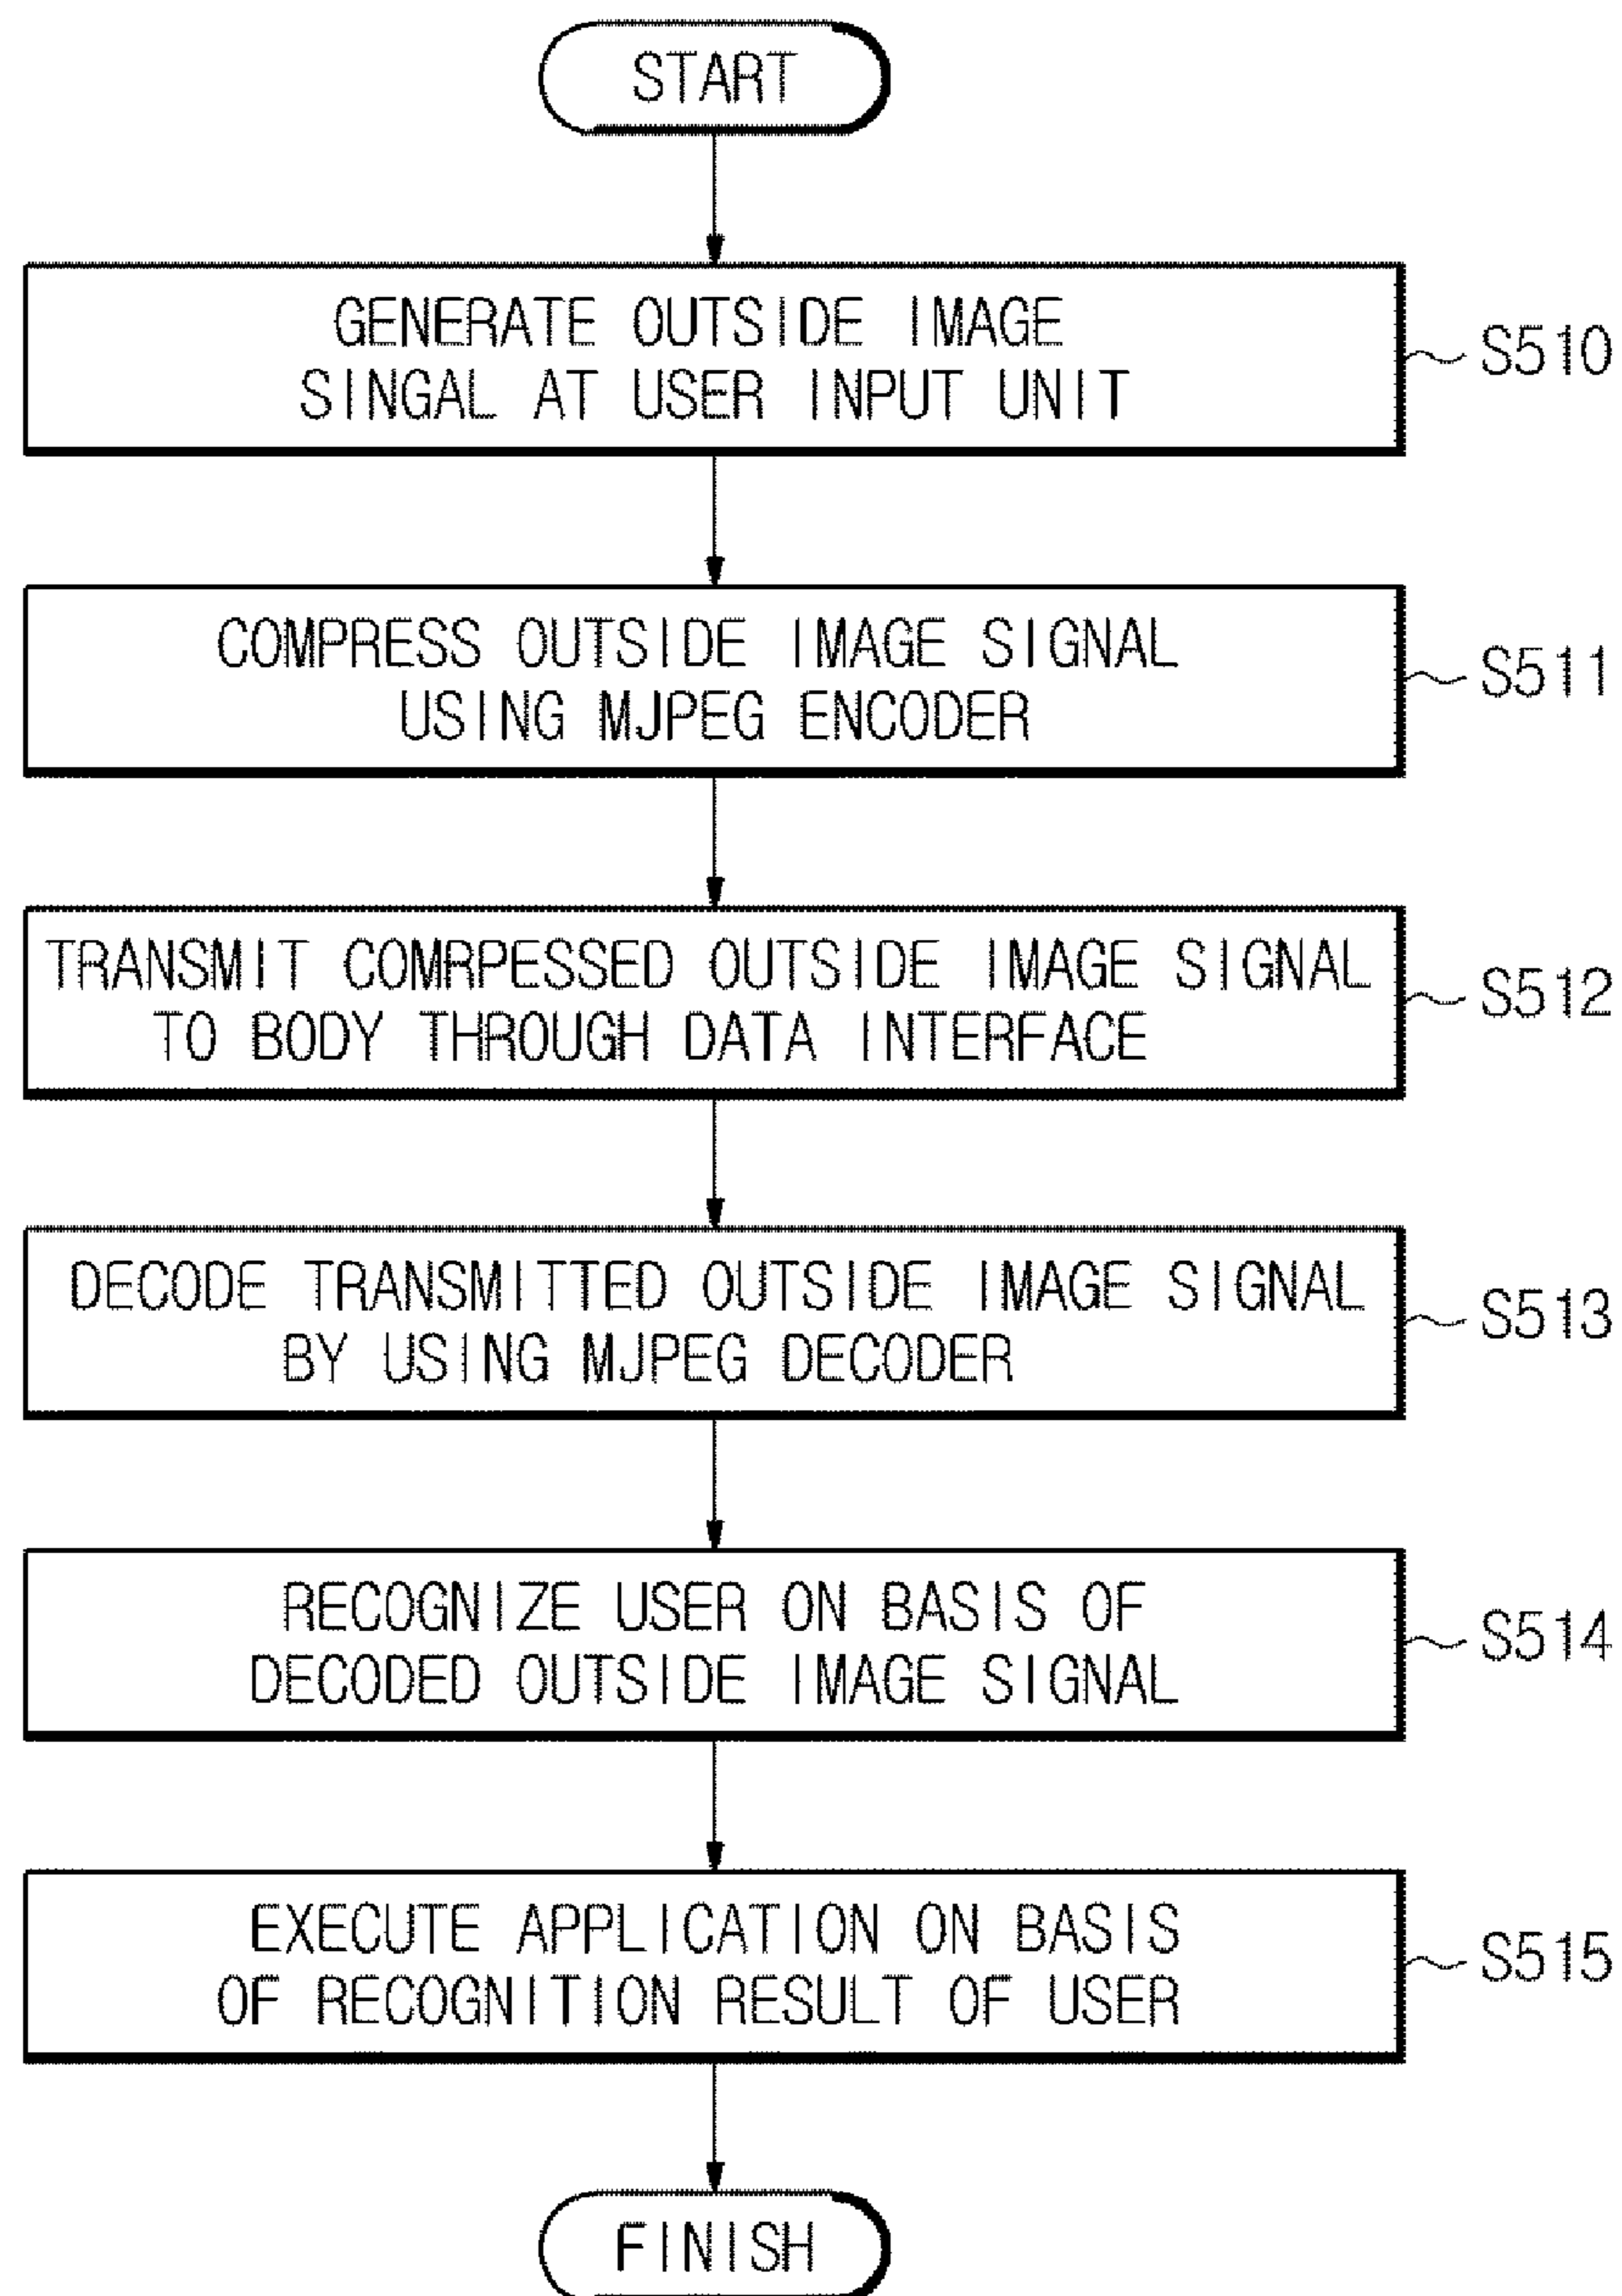 START
GENERATE OUTSIDE IMAGE
SINGAL AT USER INPUT UNIT
S510
COMPRESS OUTSIDE IMAGE SIGNAL
USING MJPEG ENCODER
S511
TRANSMIT COMRPESSED OUTSIDE IMAGE SIGNAL
TO BODY THROUGH DATA INTERFACE
S512
DECODE TRANSMITTED OUTSIDE IMAGE SIGNAL
BY USING MJPEG DECODER
S513
RECOGNIZE USER ON BASIS OF
DECODED OUTSIDE IMAGE SIGNAL
S514
EXECUTE APPLICATION ON BASIS
OF RECOGNITION RESULT OF USER
S515
FINISH